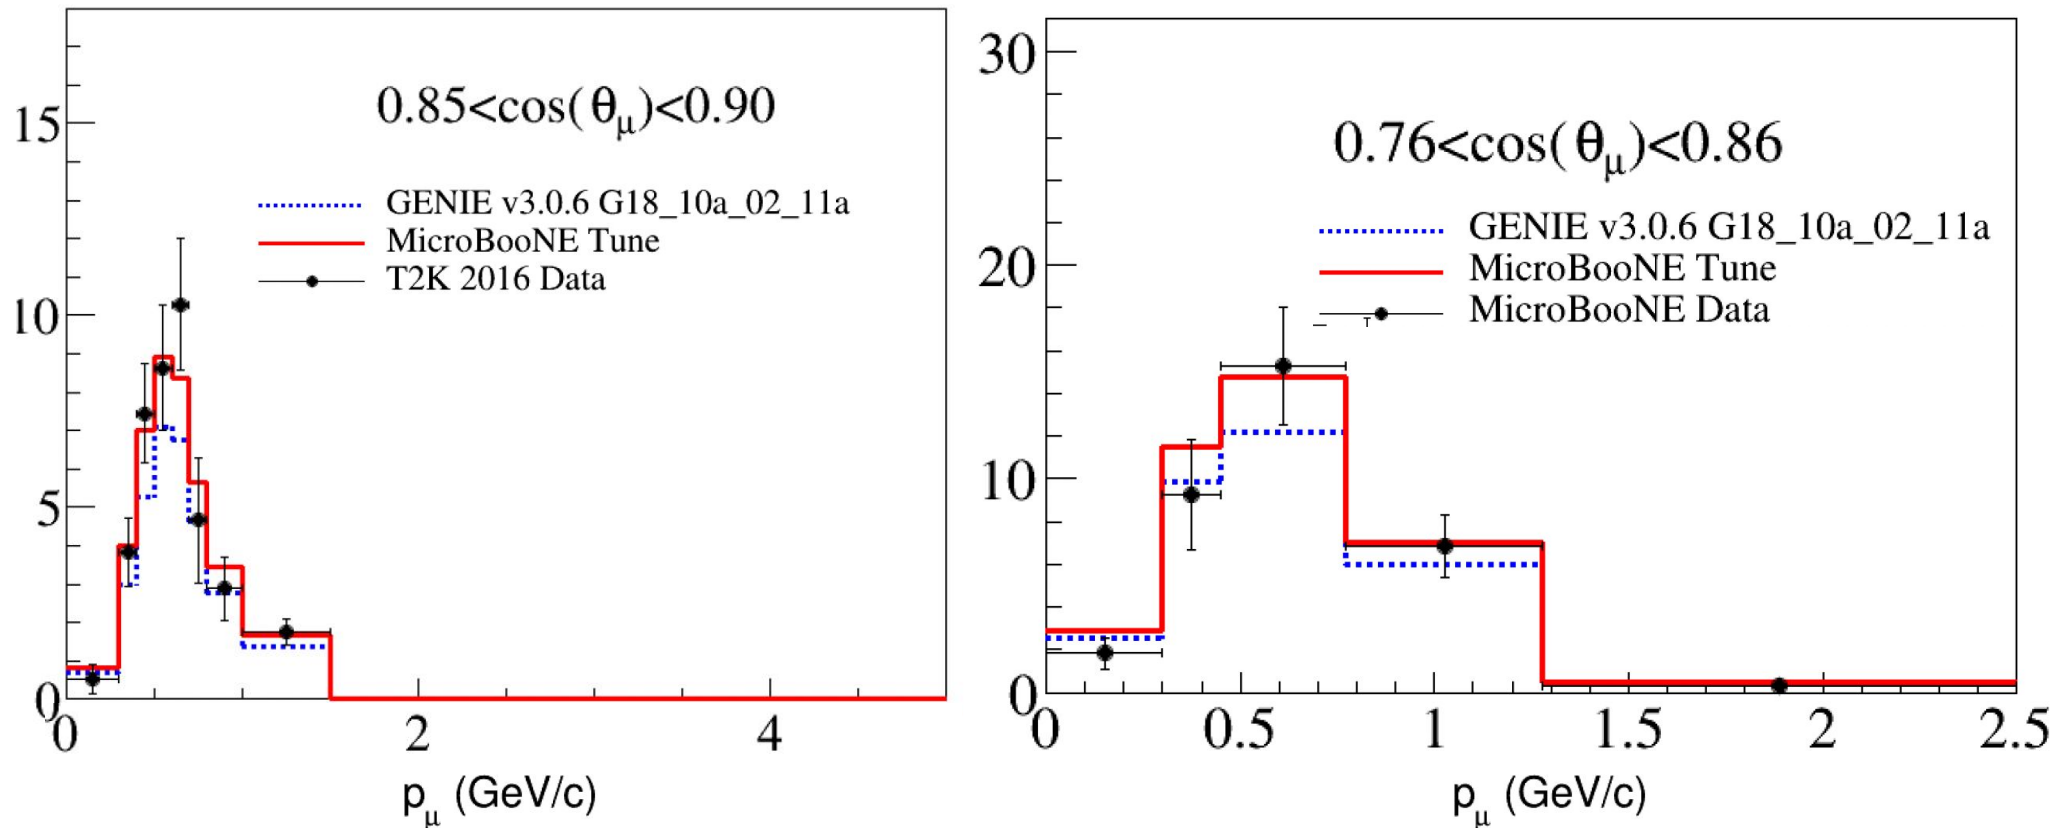 15
10
5
0
0.85<cos(θμ)<0.90
GENIE v3.0.6 G18_10a_02_11a
MicroBooNE Tune
T2K 2016 Data
0 2 4
pμ (GeV/c)
30
20
10
0
0.76<cos(θμ)<0.86
GENIE v3.0.6 G18_10a_02_11a
MicroBooNE Tune
MicroBooNE Data
0 0.5 1 1.5 2 2.5
pμ (GeV/c)